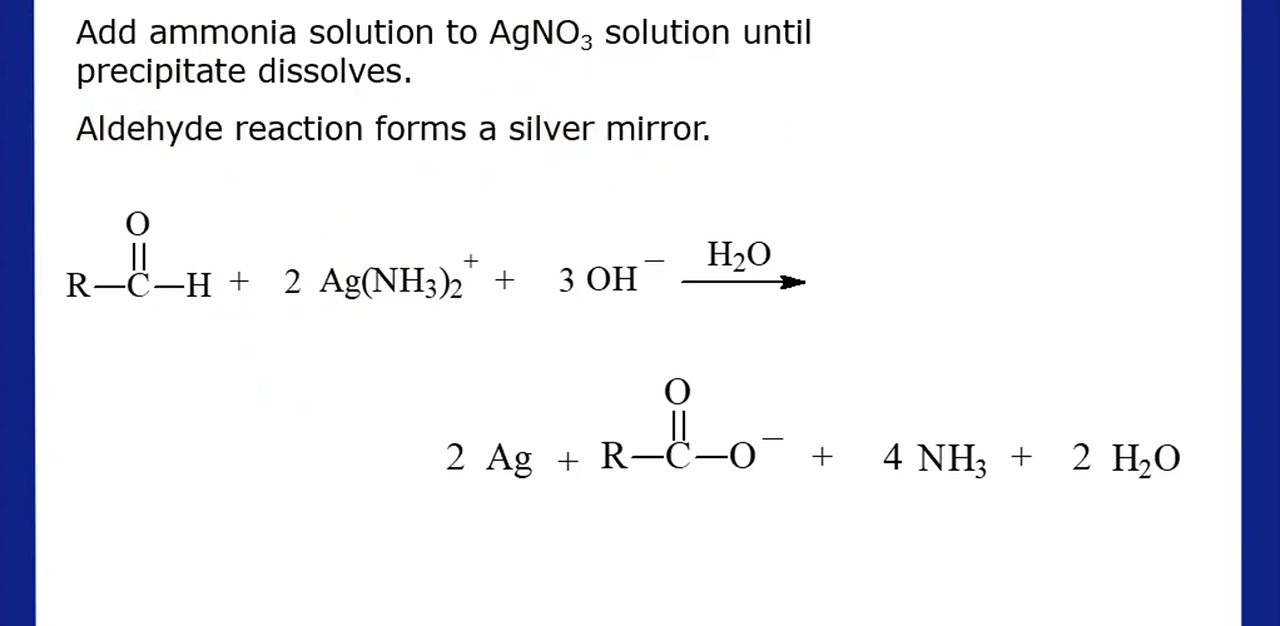 Add ammonia solution to AgNO₃ solution until
precipitate dissolves.
Aldehyde reaction forms a silver mirror.
O
||
R—C—H + 2 Ag(NH₃)₂⁺ + 3 OH⁻ H₂O
O
||
2 Ag + R—C—O⁻ + 4 NH₃ + 2 H₂O